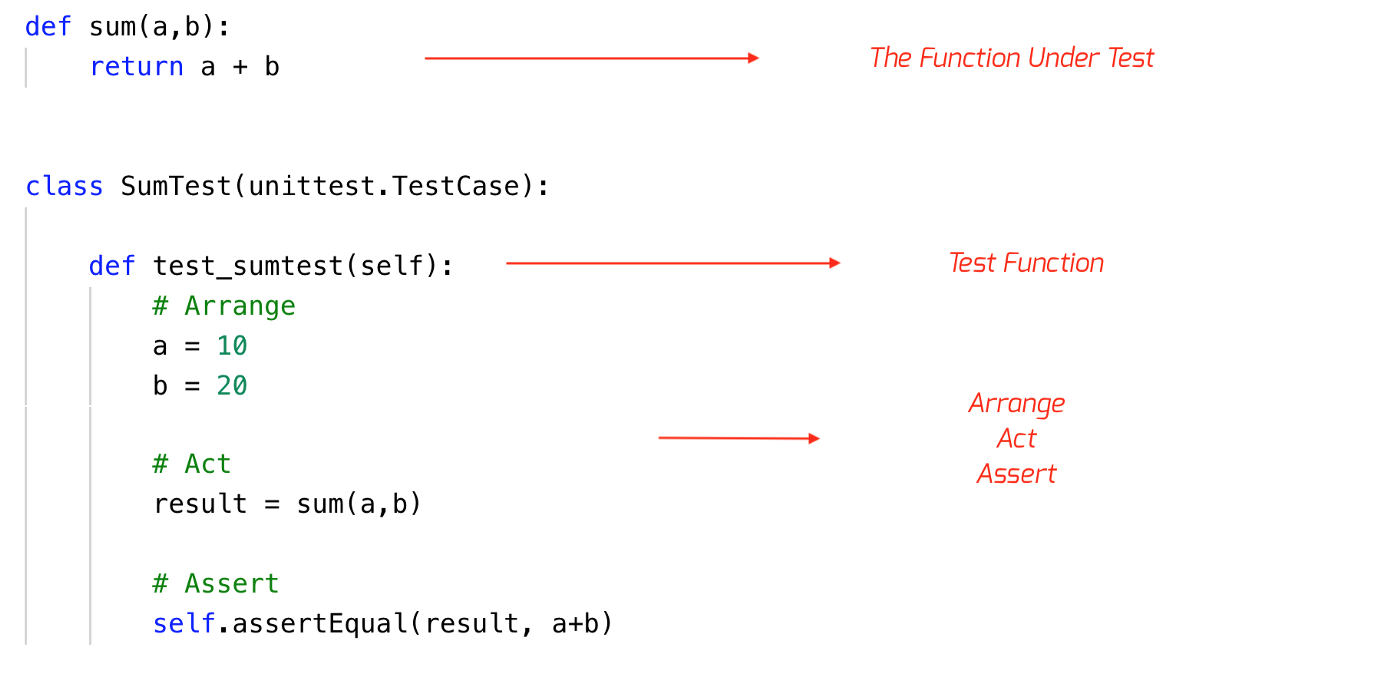 def sum(a,b):
    return a + b
The Function Under Test
class SumTest(unittest.TestCase):
    def test_sumtest(self):
Test Function
        # Arrange
        a = 10
        b = 20
Arrange
Act
Assert
        # Act
        result = sum(a,b)
        # Assert
        self.assertEqual(result, a+b)